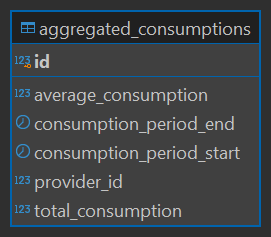 aggregated_consumptions
123 id
123 average_consumption
consumption_period_end
consumption_period_start
123 provider_id
123 total_consumption